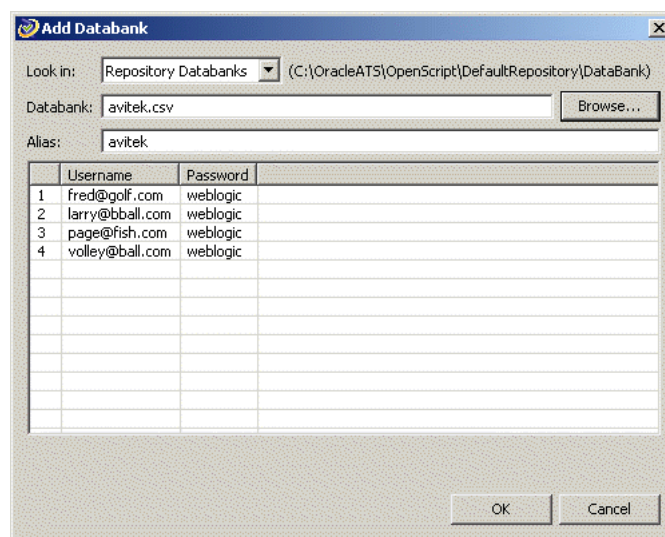 Add Databank
Look in: Repository Databanks (C:\OracleATS\OpenScript\DefaultRepository\DataBank)
Databank: avitek.csv Browse...
Alias: avitek
Username Password
1 fred@golf.com weblogic
2 larry@bball.com weblogic
3 page@fish.com weblogic
4 volley@ball.com weblogic
OK Cancel